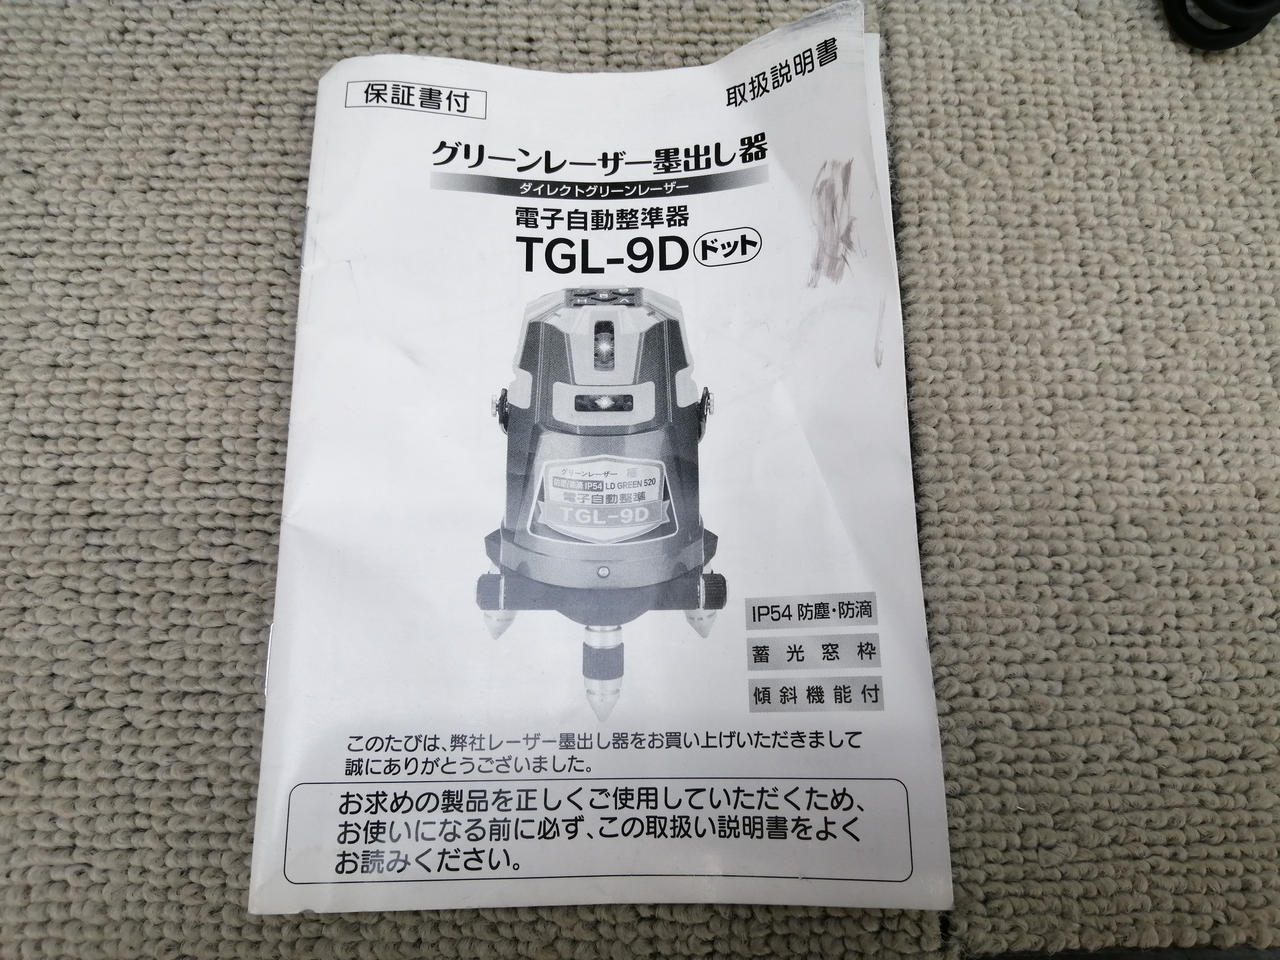 保証書付
取扱説明書
グリーンレーザー墨出し器
ダイレクトグリーンレーザー
電子自動整準器
TGL-9D ドット
グリーンレーザー
防塵/防滴 IP54 LD GREEN 520
電子自動整準
TGL-9D
IP54 防塵・防滴
蓄光窓枠
傾斜機能付
このたびは、弊社レーザー墨出し器をお買い上げいただきまして
誠にありがとうございました。
お求めの製品を正しくご使用していただくため、
お使いになる前に必ず、この取扱い説明書をよく
お読みください。